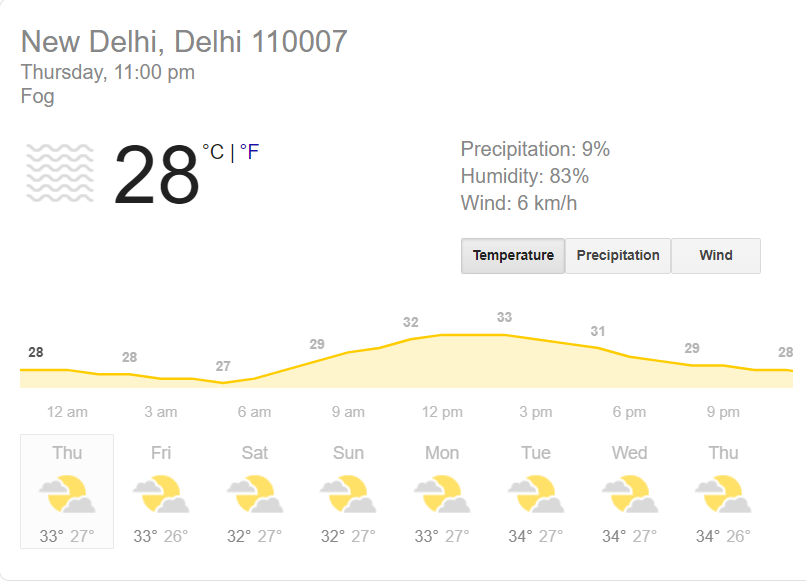 New Delhi, Delhi 110007
Thursday, 11:00 pm
Fog
28 °C | °F
Precipitation: 9%
Humidity: 83%
Wind: 6 km/h
Temperature Precipitation Wind
28 28 27 29 32 33 31 29 28
12 am 3 am 6 am 9 am 12 pm 3 pm 6 pm 9 pm
Thu Fri Sat Sun Mon Tue Wed Thu
33° 27° 33° 26° 32° 27° 32° 27° 33° 27° 34° 27° 34° 27° 34° 26°